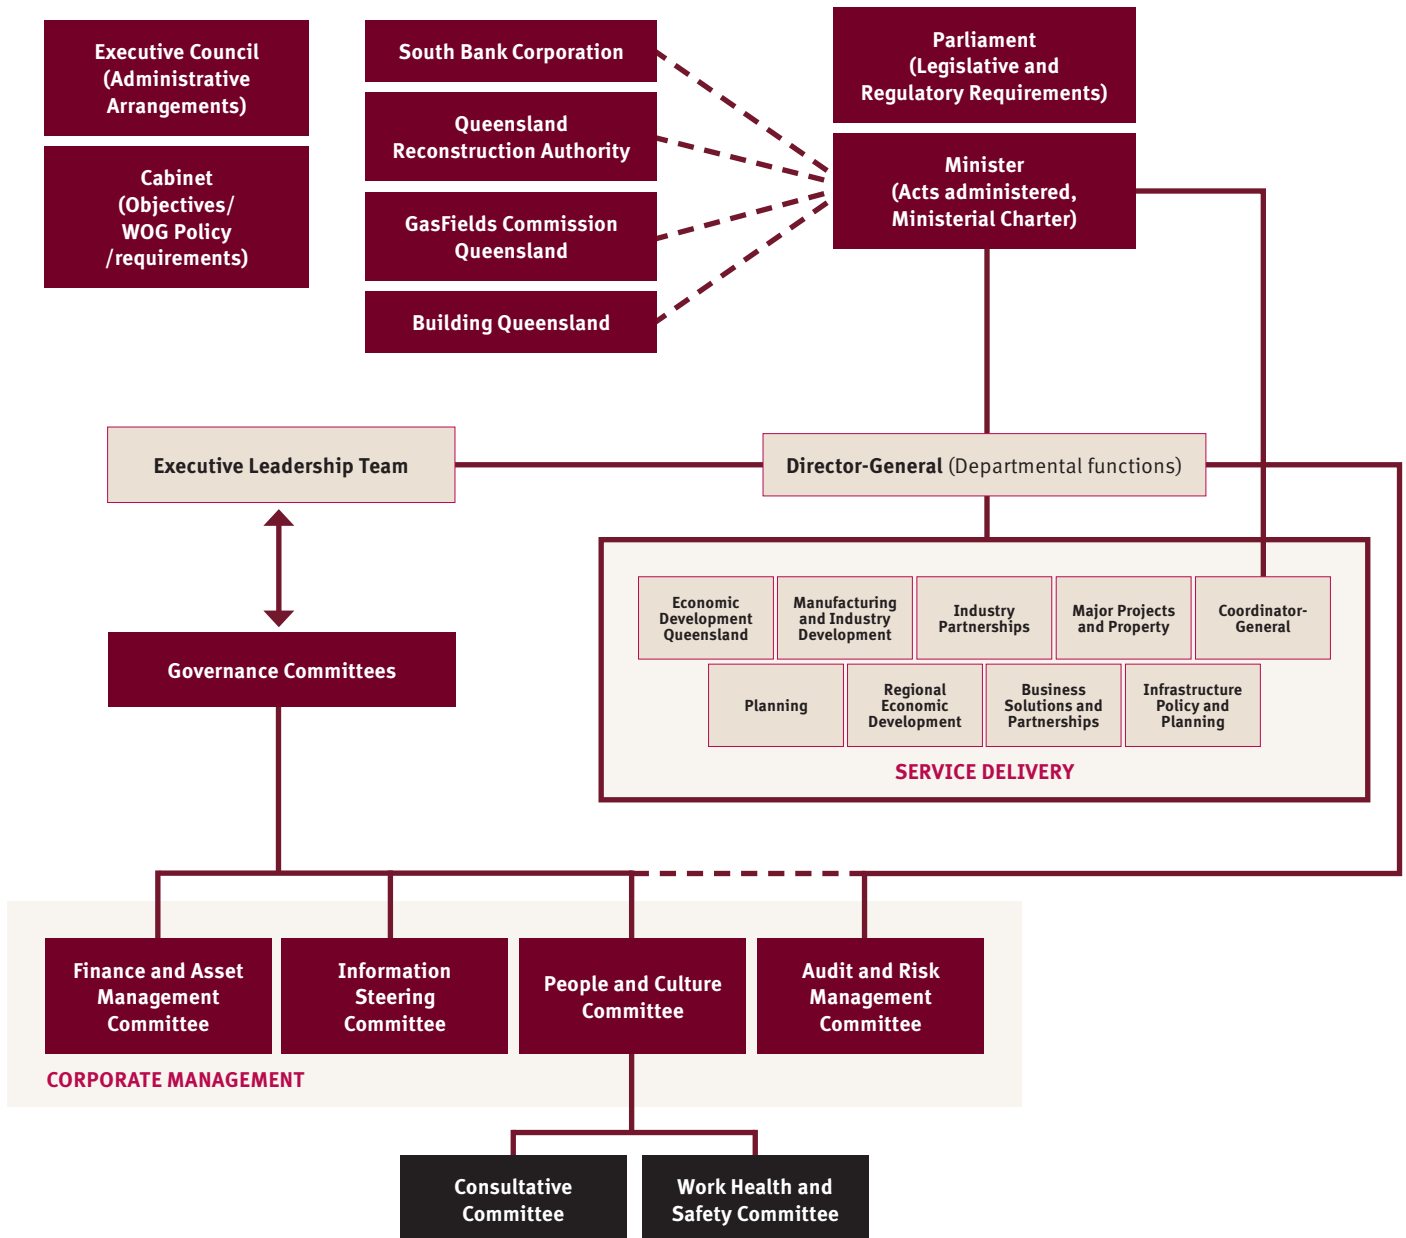 Executive Council
(Administrative
Arrangements)
Cabinet
(Objectives/
WOG Policy
/requirements)
South Bank Corporation
Queensland
Reconstruction Authority
GasFields Commission
Queensland
Building Queensland
Parliament
(Legislative and
Regulatory Requirements)
Minister
(Acts administered,
Ministerial Charter)
Executive Leadership Team
Director-General (Departmental functions)
Governance Committees
Economic
Development
Queensland
Manufacturing
and Industry
Development
Industry
Partnerships
Major Projects
and Property
Coordinator-
General
Planning
Regional
Economic
Development
Business
Solutions and
Partnerships
Infrastructure
Policy and
Planning
SERVICE DELIVERY
Finance and Asset
Management
Committee
Information
Steering
Committee
People and Culture
Committee
Audit and Risk
Management
Committee
CORPORATE MANAGEMENT
Consultative
Committee
Work Health and
Safety Committee